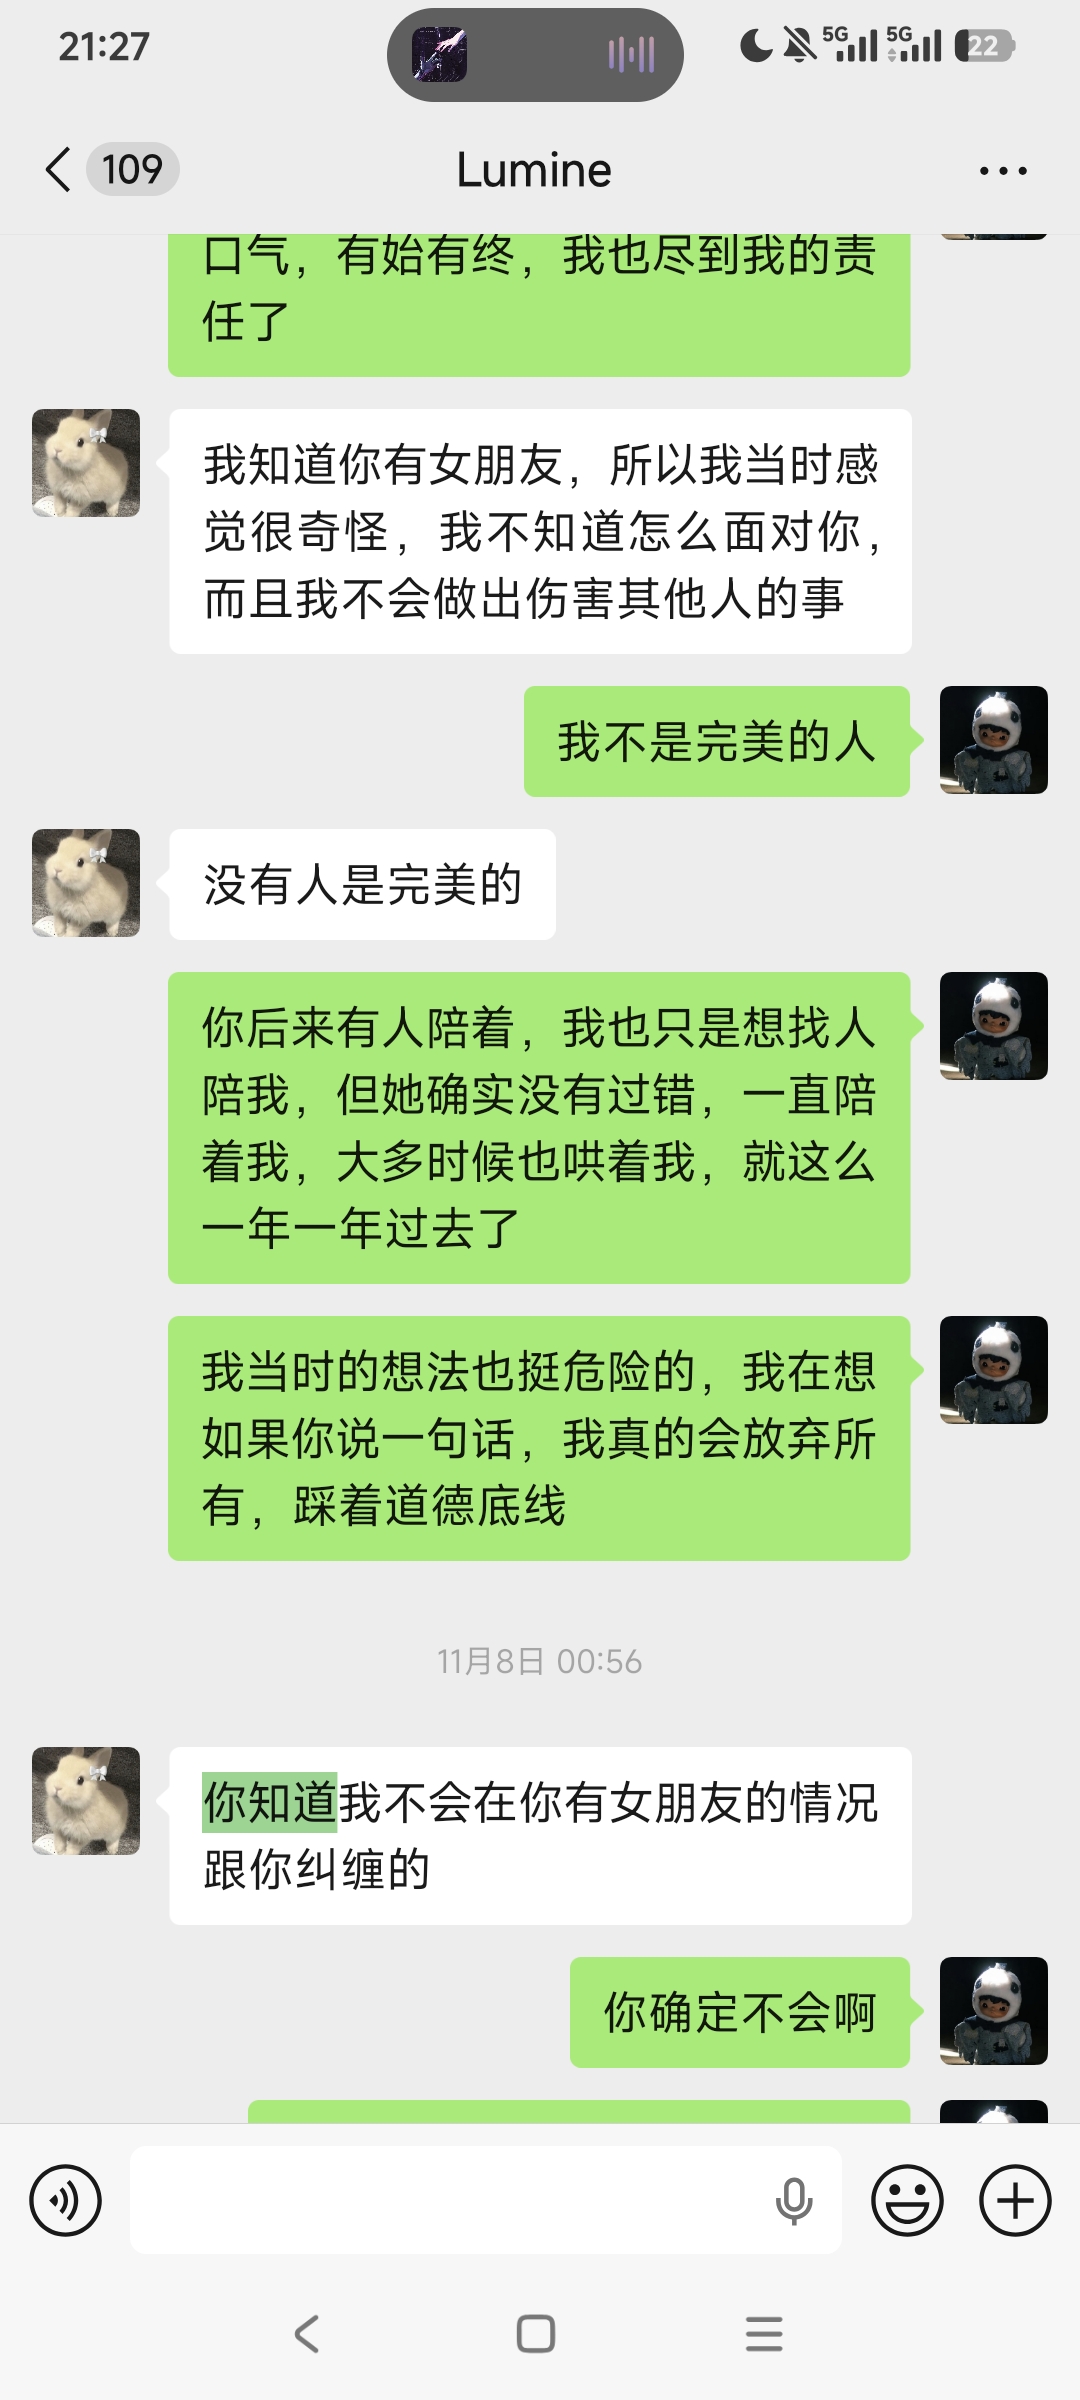 21:27
5G
5G
22
109
Lumine
口气，有始有终，我也尽到我的责
任了
我知道你有女朋友，所以我当时感
觉很奇怪，我不知道怎么面对你，
而且我不会做出伤害其他人的事
我不是完美的人
没有人是完美的
你后来有人陪着，我也只是想找人
陪我，但她确实没有过错，一直陪
着我，大多时候也哄着我，就这么
一年一年过去了
我当时的想法也挺危险的，我在想
如果你说一句话，我真的会放弃所
有，踩着道德底线
11月8日 00:56
你知道我不会在你有女朋友的情况
跟你纠缠的
你确定不会啊